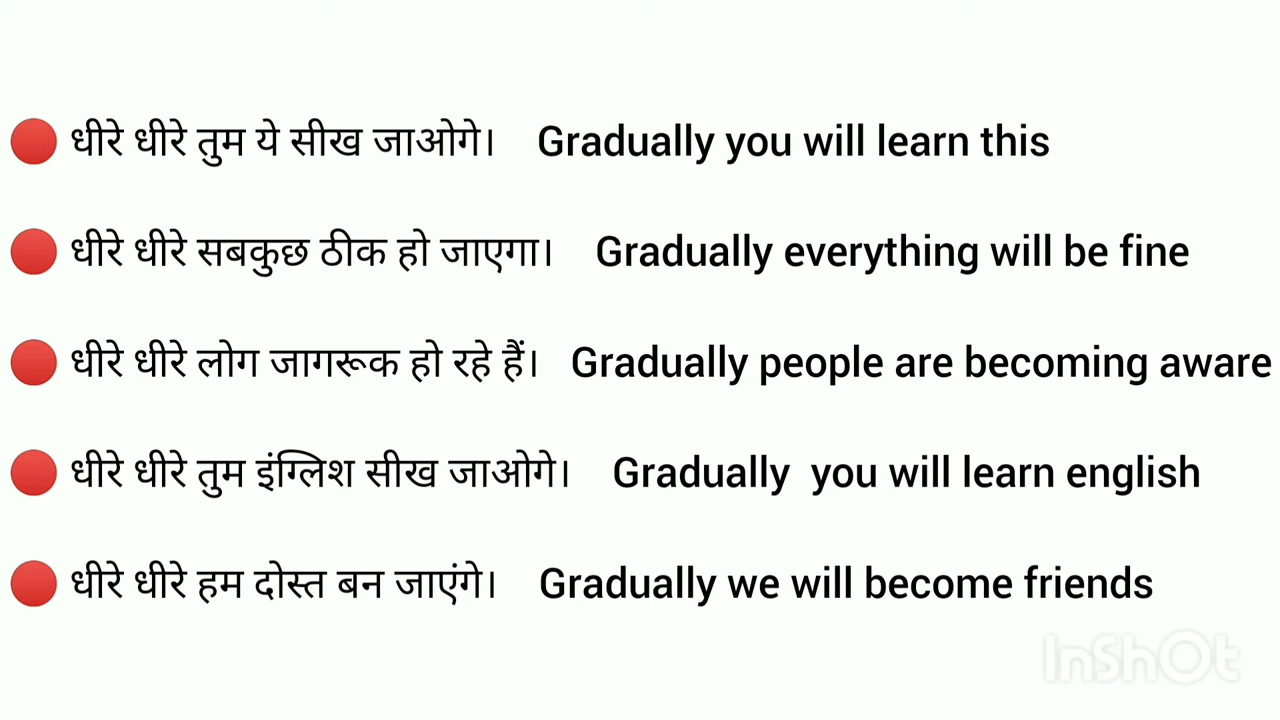 धीरे धीरे तुम ये सीख जाओगे। Gradually you will learn this
धीरे धीरे सबकुछ ठीक हो जाएगा। Gradually everything will be fine
धीरे धीरे लोग जागरूक हो रहे हैं। Gradually people are becoming aware
धीरे धीरे तुम इंग्लिश सीख जाओगे। Gradually you will learn english
धीरे धीरे हम दोस्त बन जाएंगे। Gradually we will become friends
InShOt